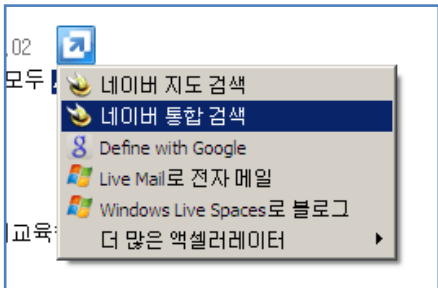 .02
모두
네이버 지도 검색
네이버 통합 검색
Define with Google
Live Mail로 전자 메일
Windows Live Spaces로 블로그
교육
더 많은 액셀러레이터